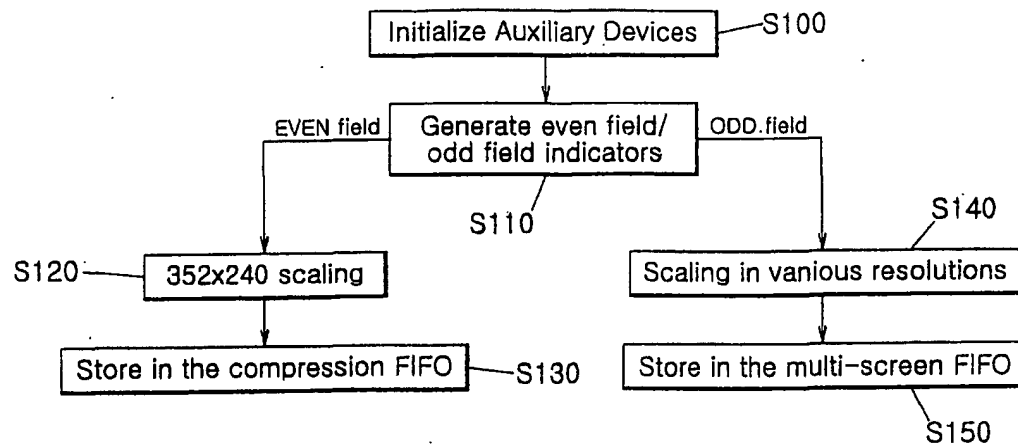 Initialize Auxiliary Devices
S100
EVEN field
Generate even field/
odd field indicators
ODD.field
S110
S140
S120
352x240 scaling
Scaling in vanious resolutions
Store in the compression FIFO
S130
Store in the multi-screen FIFO
S150